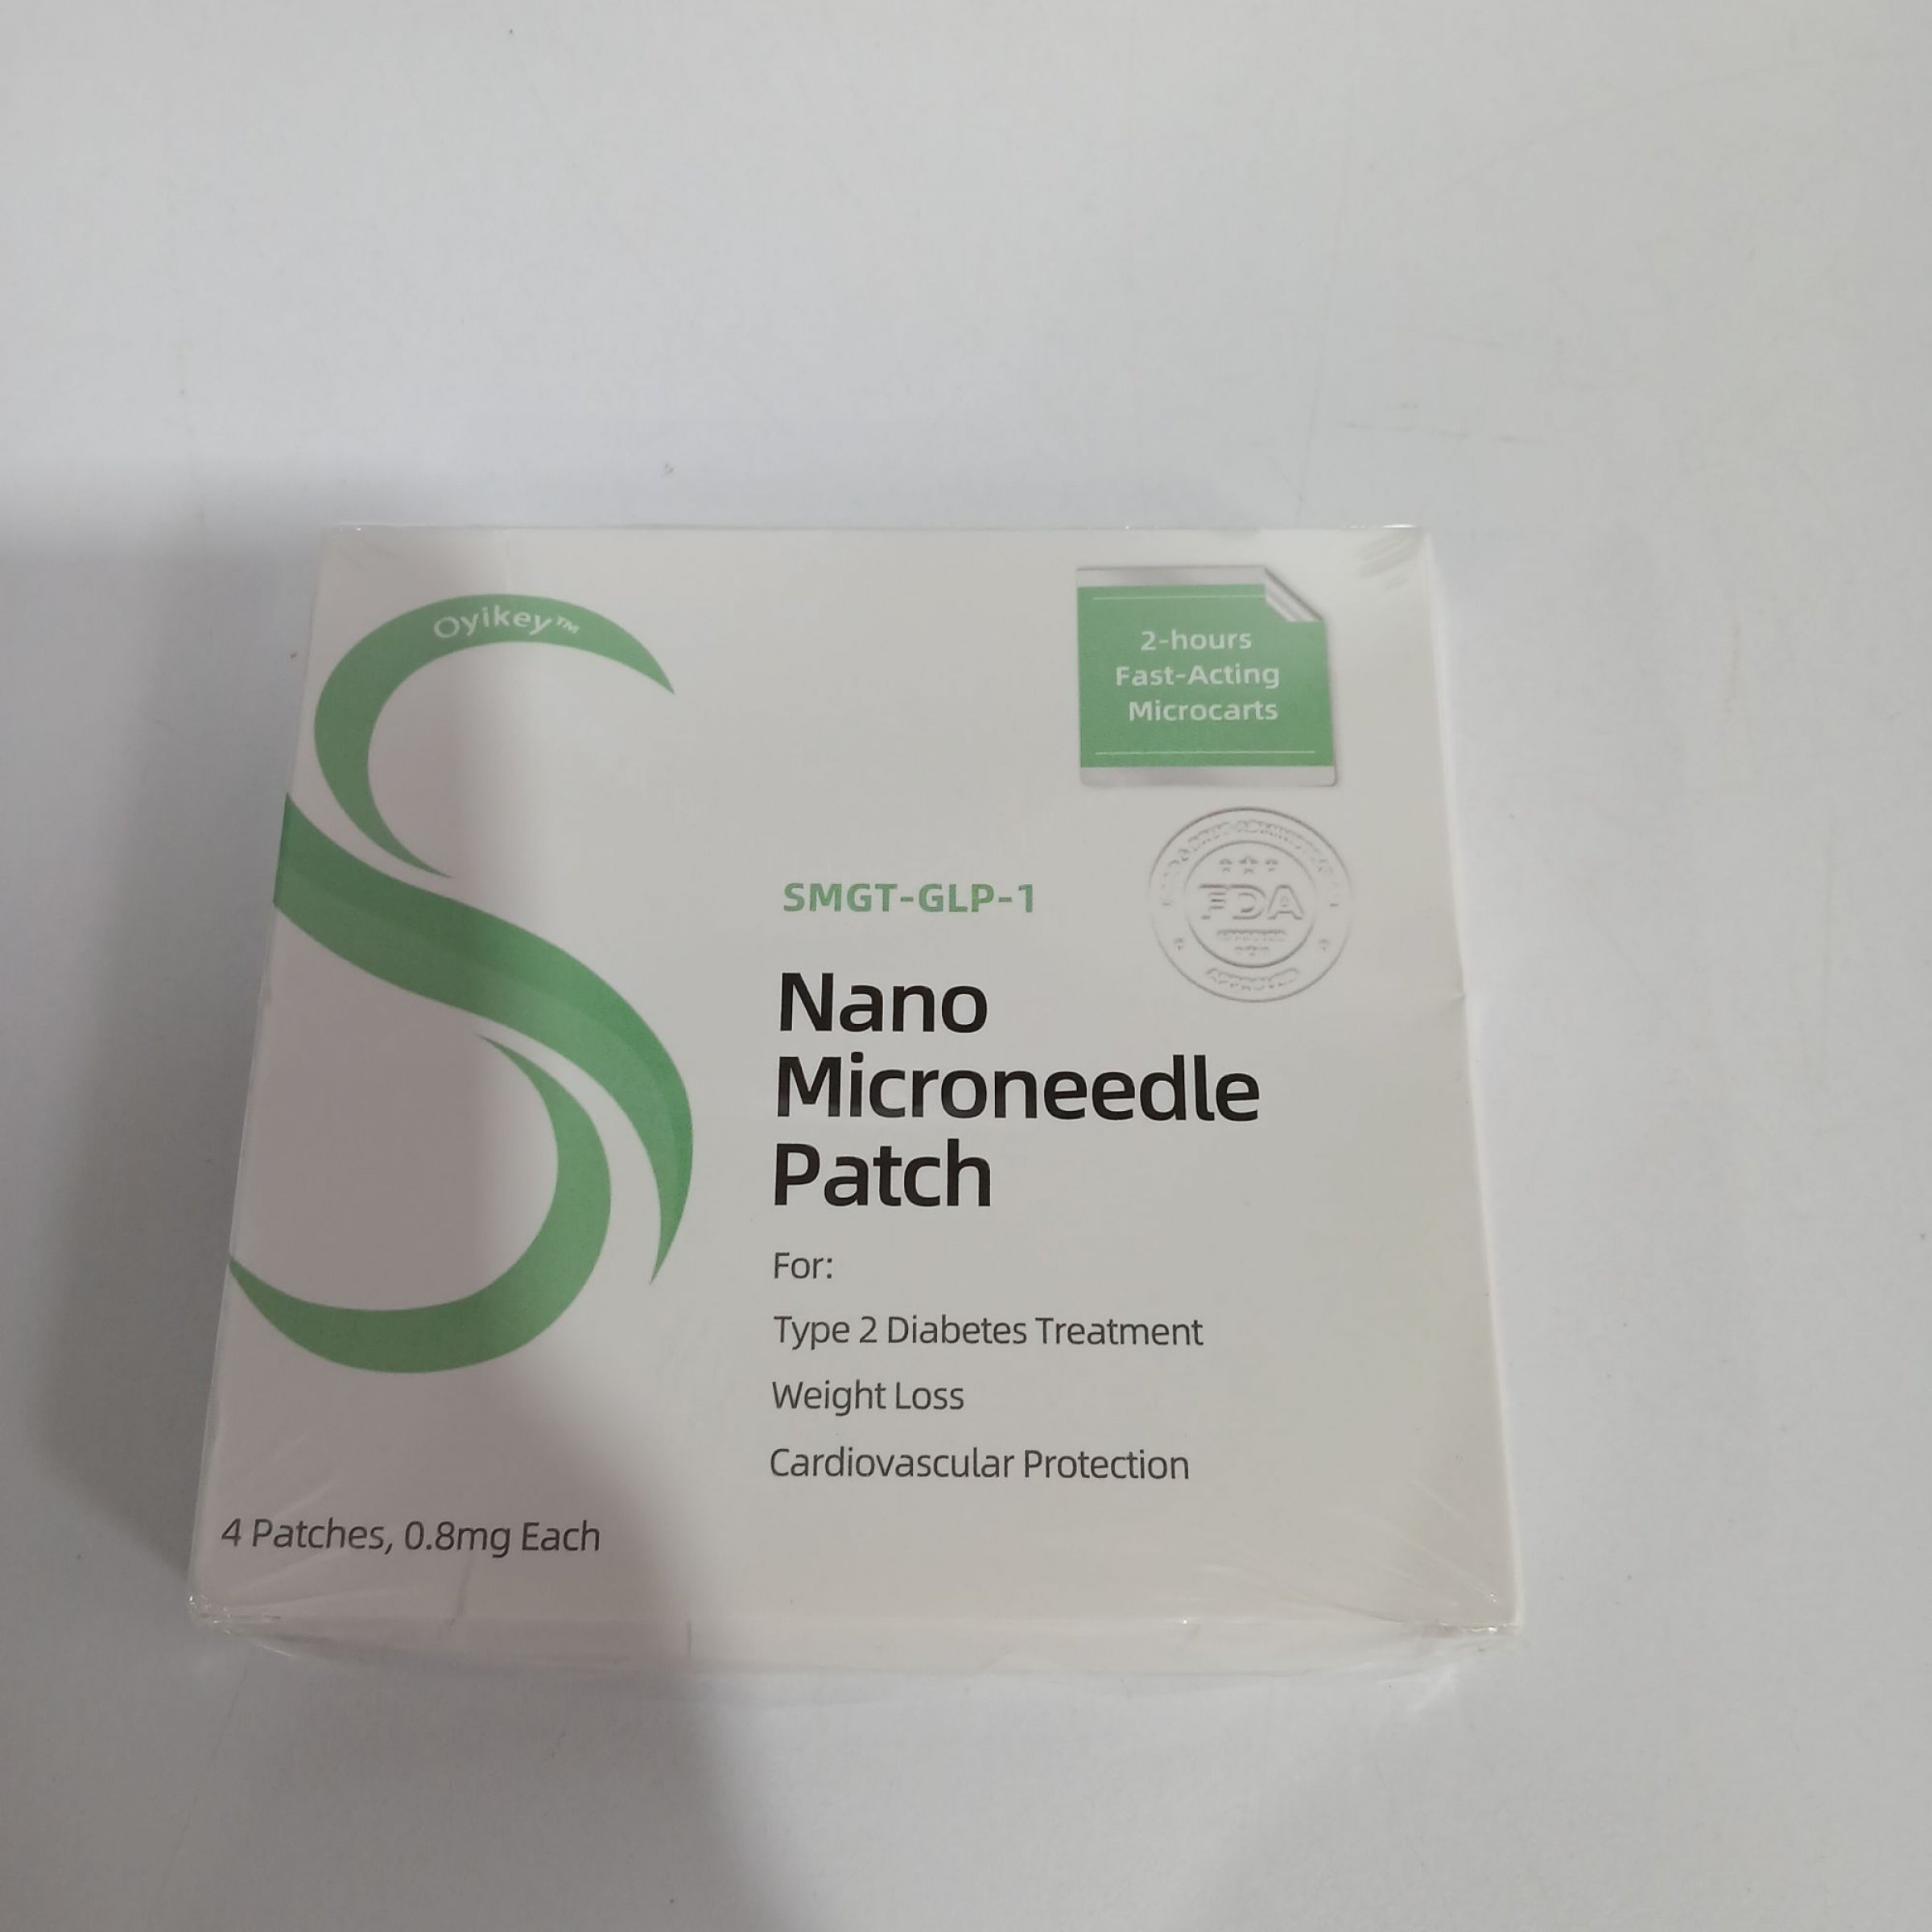 Oyikey™
2-hours
Fast-Acting
Microcarts
SMGT-GLP-1
FDA
APPROVED
Nano
Microneedle
Patch
For:
Type 2 Diabetes Treatment
Weight Loss
Cardiovascular Protection
4 Patches, 0.8mg Each